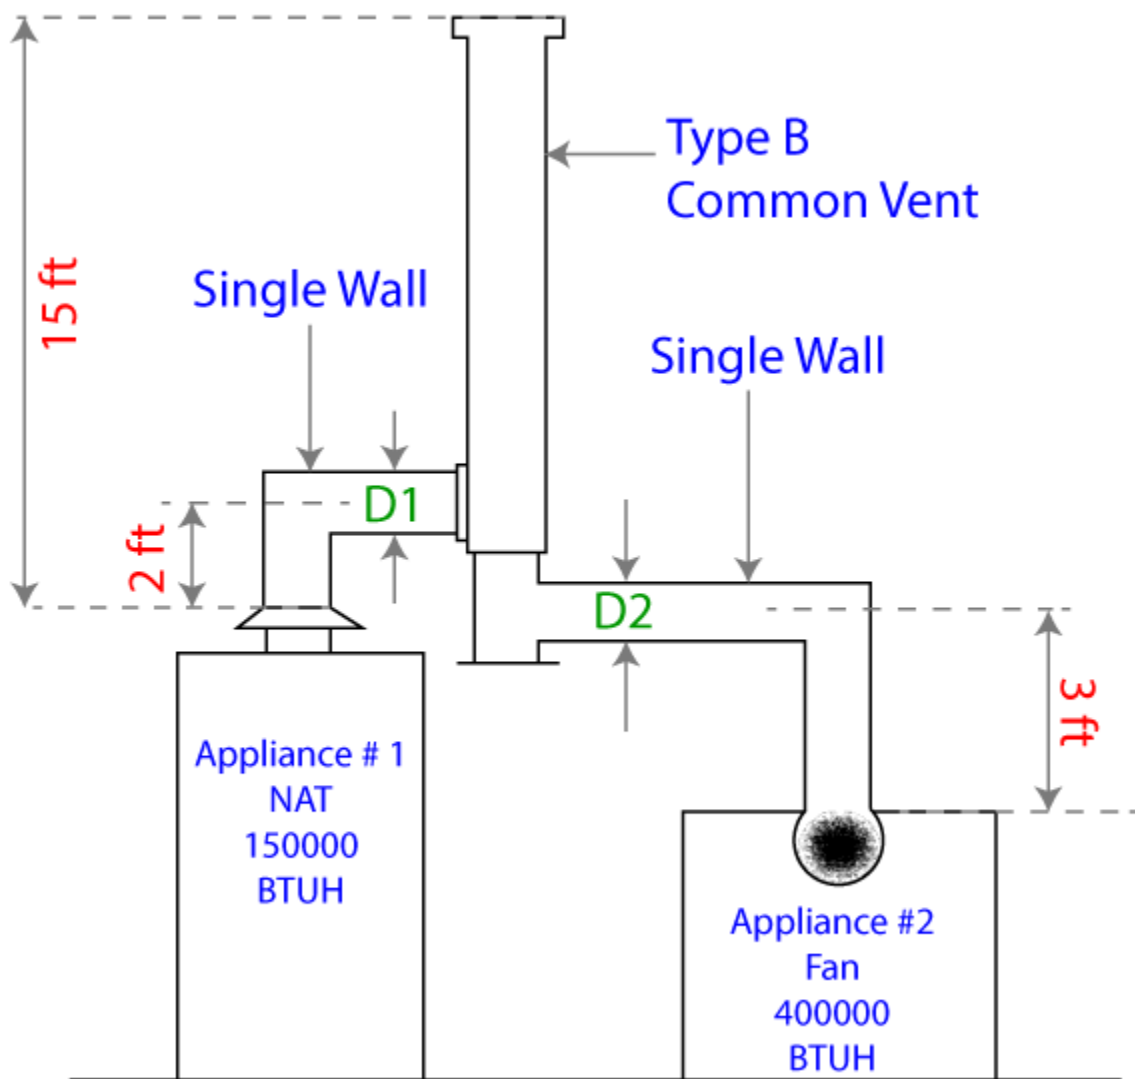 Type B
Common Vent
15 ft
Single Wall
Single Wall
D1
2 ft
D2
3 ft
Appliance # 1
NAT
150000
BTUH
Appliance #2
Fan
400000
BTUH